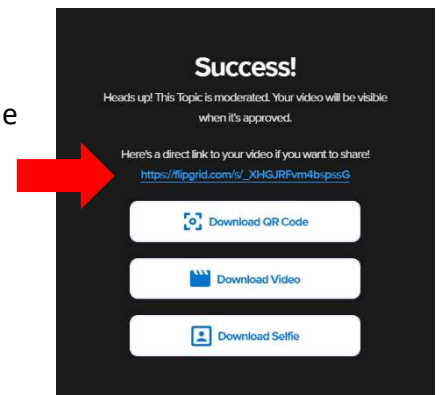 Success!
Heads up! This Topic is moderated. Your video will be visible
ne
when it's approved.
Here's a direct link to your video if you want to share!
https://flipgrid.com/s/_XHGJRFvm4bspssG
Download QR Code
Download Video
Download Selfie